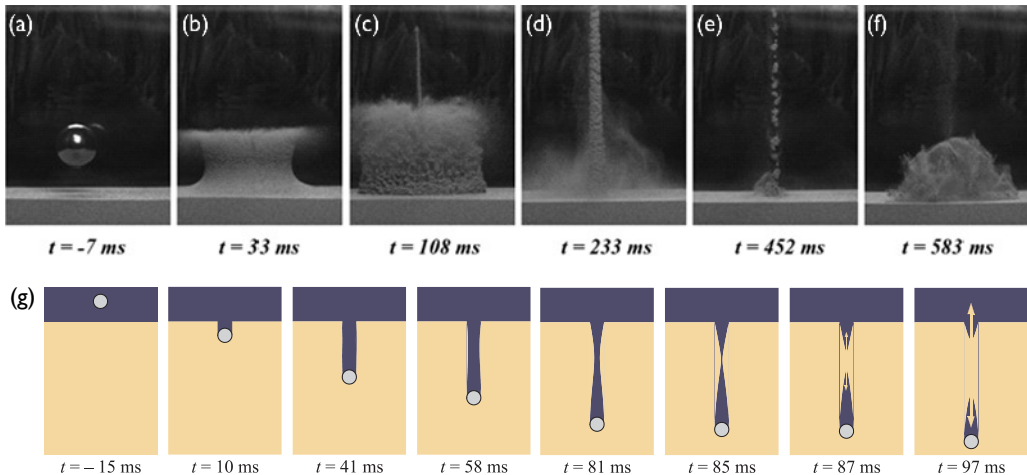 (a) (b) (c) (d) (e) (f)
t = -7 ms t = 33 ms t = 108 ms t = 233 ms t = 452 ms t = 583 ms
(g)
t = – 15 ms t = 10 ms t = 41 ms t = 58 ms t = 81 ms t = 85 ms t = 87 ms t = 97 ms